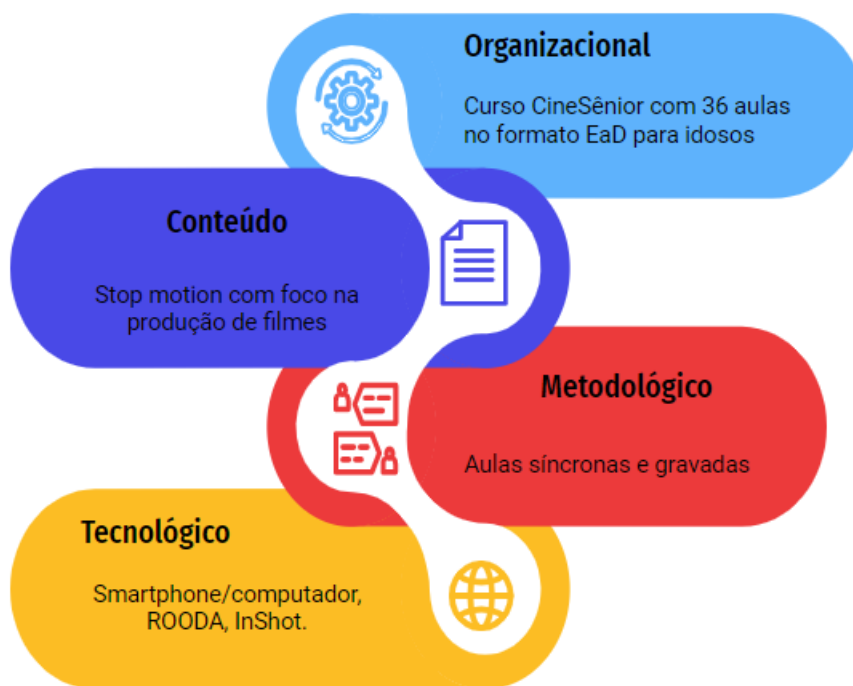 Organizacional
Curso CineSênior com 36 aulas
no formato EaD para idosos
Conteúdo
Stop motion com foco na
produção de filmes
Metodológico
Aulas síncronas e gravadas
Tecnológico
Smartphone/computador,
ROODA, InShot.